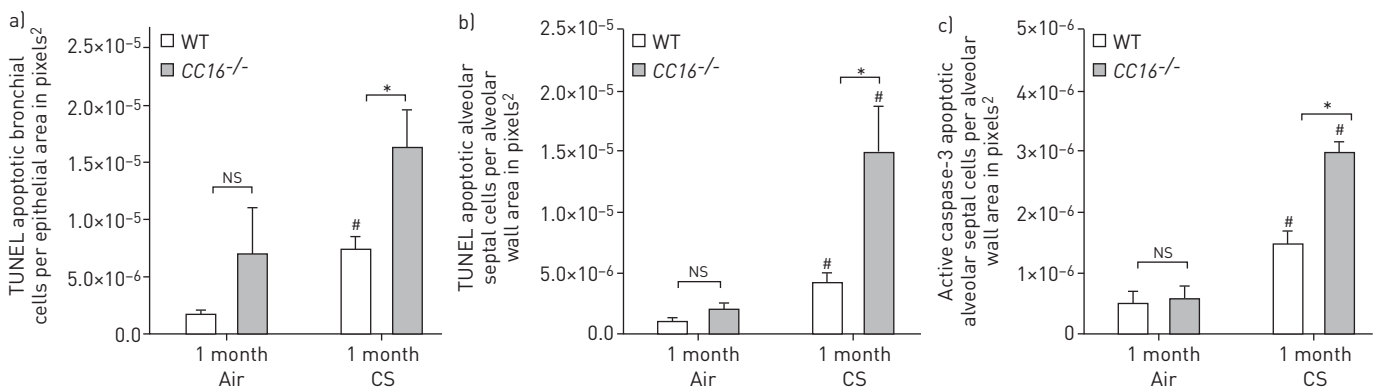 a)
TUNEL apoptotic bronchial
cells per epithelial area in pixels²
2.5×10⁻⁵
2.0×10⁻⁵
1.5×10⁻⁵
1.0×10⁻⁵
5.0×10⁻⁶
0.0
WT
CC16⁻/⁻
NS
#
*
1 month
Air
1 month
CS
b)
TUNEL apoptotic alveolar
septal cells per alveolar
wall area in pixels²
2.5×10⁻⁵
2.0×10⁻⁵
1.5×10⁻⁵
1.0×10⁻⁵
5.0×10⁻⁶
0.0
WT
CC16⁻/⁻
NS
#
*
#
1 month
Air
1 month
CS
c)
Active caspase-3 apoptotic
alveolar septal cells per alveolar
wall area in pixels²
5×10⁻⁶
4×10⁻⁶
3×10⁻⁶
2×10⁻⁶
1×10⁻⁶
0
WT
CC16⁻/⁻
NS
#
*
#
1 month
Air
1 month
CS